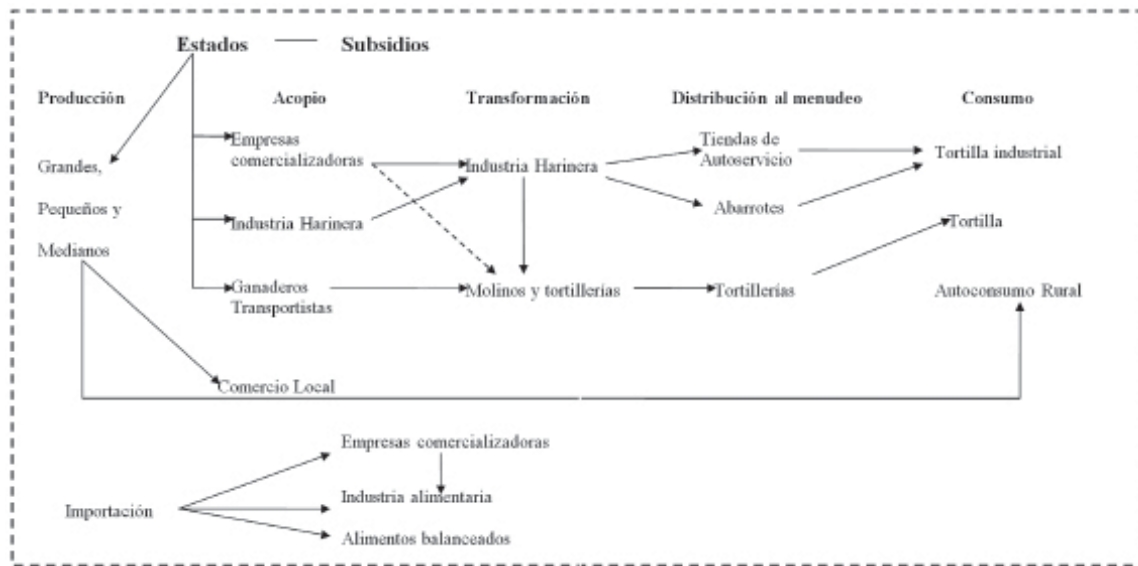 Estados — Subsidios
Producción Acopio Transformación Distribución al menudeo Consumo
Grandes,
Pequeños y
Medianos
Empresas
comercializadoras
Industria Harinera
Ganaderos
Transportistas
Comercio Local
Industria Harinera
Molinos y tortillerías
Tiendas de
Autoservicio
Abarrotes
Tortillerías
Tortilla industrial
Tortilla
Autoconsumo Rural
Importación
Empresas comercializadoras
Industria alimentaria
Alimentos balanceados